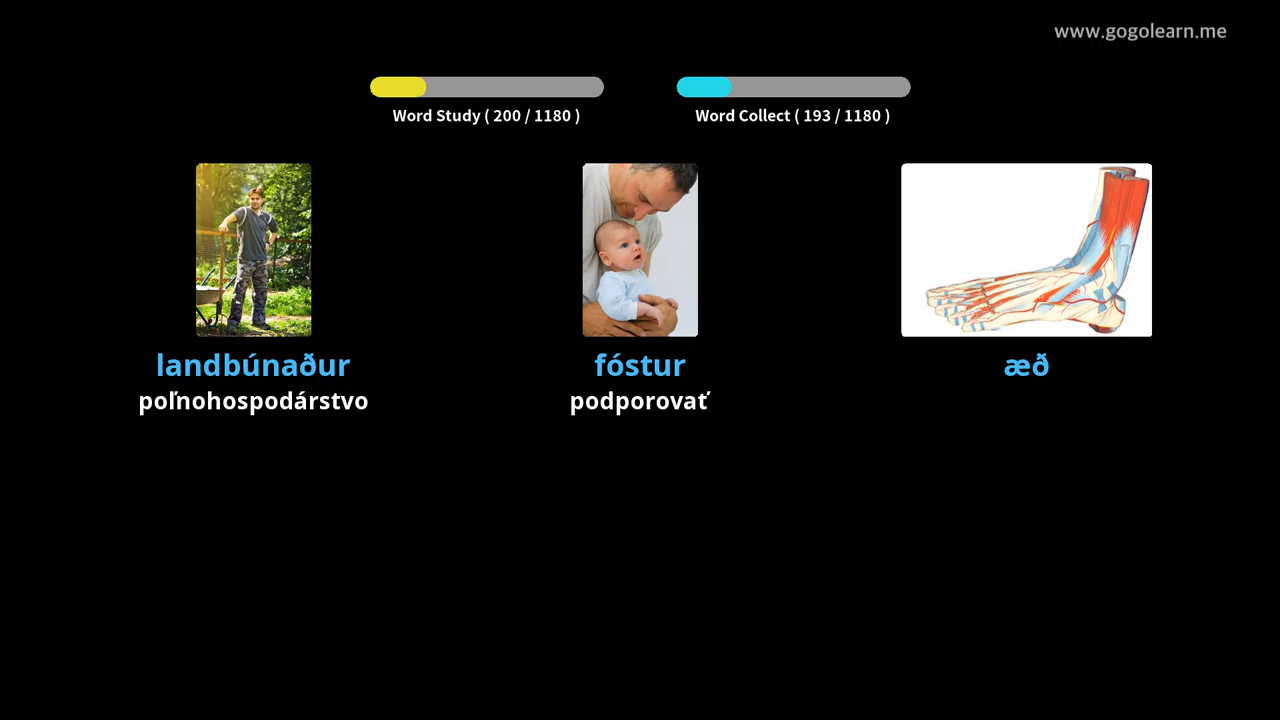 www.gogolearn.me
Word Study ( 200 / 1180 )
Word Collect ( 193 / 1180 )
landbúnaður
poľnohospodárstvo
fóstur
podporovať
æð